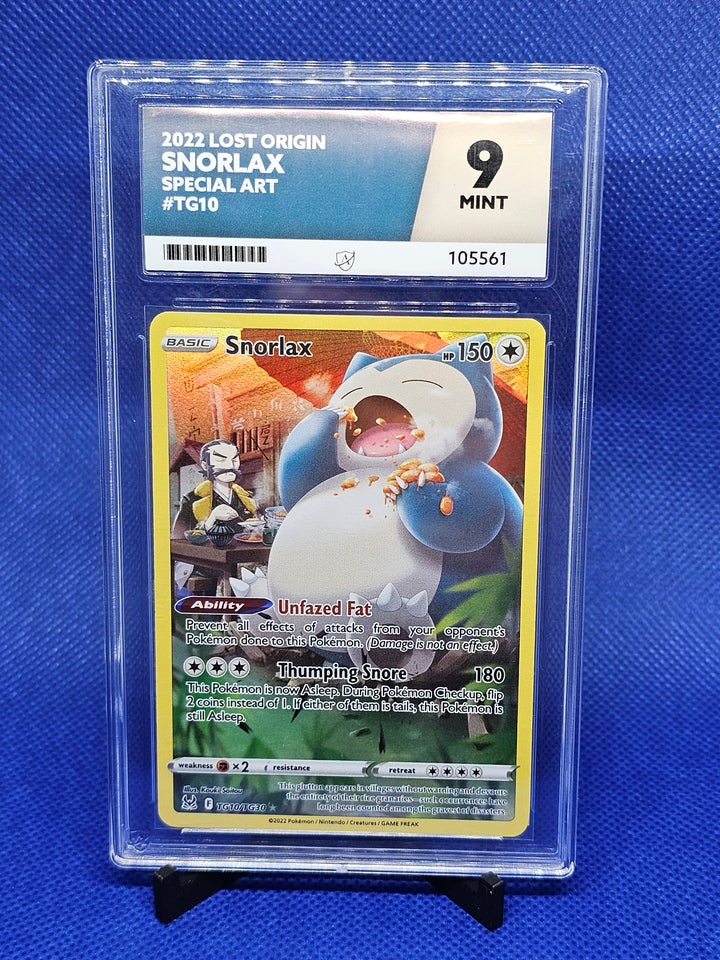 2022 LOST ORIGIN
SNORLAX
SPECIAL ART
#TG10
9
MINT
105561
BASIC
Snorlax
HP 150
Ability
Unfazed Fat
Prevent all effects of attacks from your opponent's
Pokémon done to this Pokémon. (Damage is not an effect.)
Thumping Snore 180
This Pokémon is now Asleep. During Pokémon Checkup, flip
2 coins instead of 1. If either of them is tails, this Pokémon is
still Asleep.
weakness ×2 resistance retreat
Illus. Kouki Saitou
F TG10/TG30 ★
This glutton appears in villages without warning and devours
the entirety of their rice granaries—such occurrences have
long been counted among the gravest of disasters.
©2022 Pokémon / Nintendo / Creatures / GAME FREAK